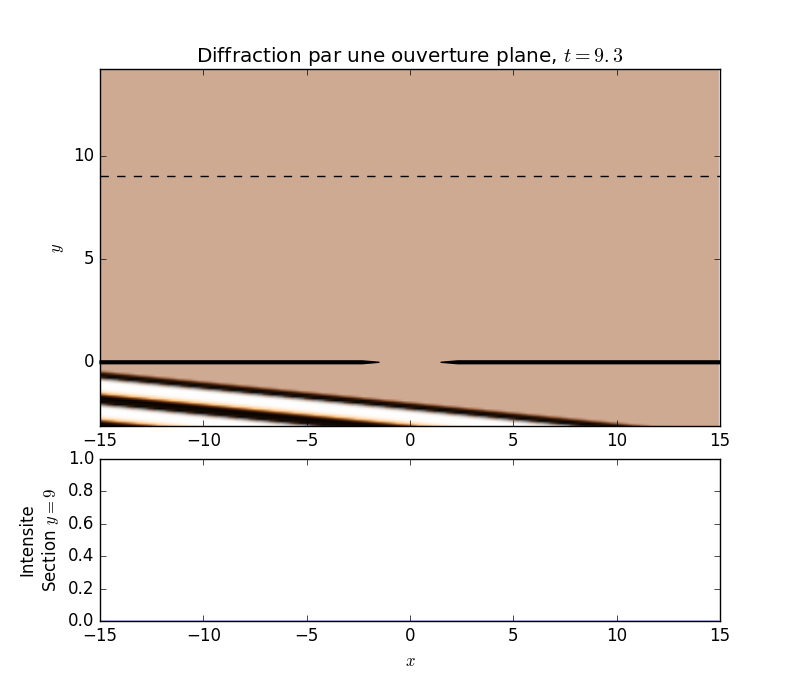 Diffraction par une ouverture plane, t = 9.3
10
5
0
y
−15 −10 −5 0 5 10 15
1.0
0.8
0.6
0.4
0.2
0.0
Intensite
Section y = 9
−15 −10 −5 0 5 10 15
x